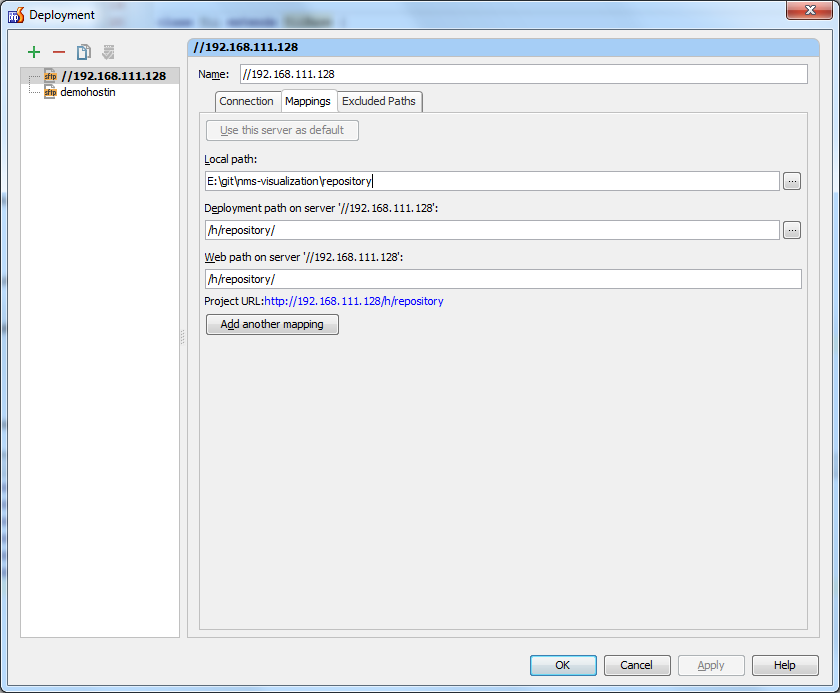 Deployment
//192.168.111.128
demohostin
//192.168.111.128
Name: //192.168.111.128
Connection Mappings Excluded Paths
Use this server as default
Local path:
E:\git\nms-visualization\repository
...
Deployment path on server '//192.168.111.128':
/h/repository/
...
Web path on server '//192.168.111.128':
/h/repository/
Project URL:http://192.168.111.128/h/repository
Add another mapping
OK Cancel Apply Help